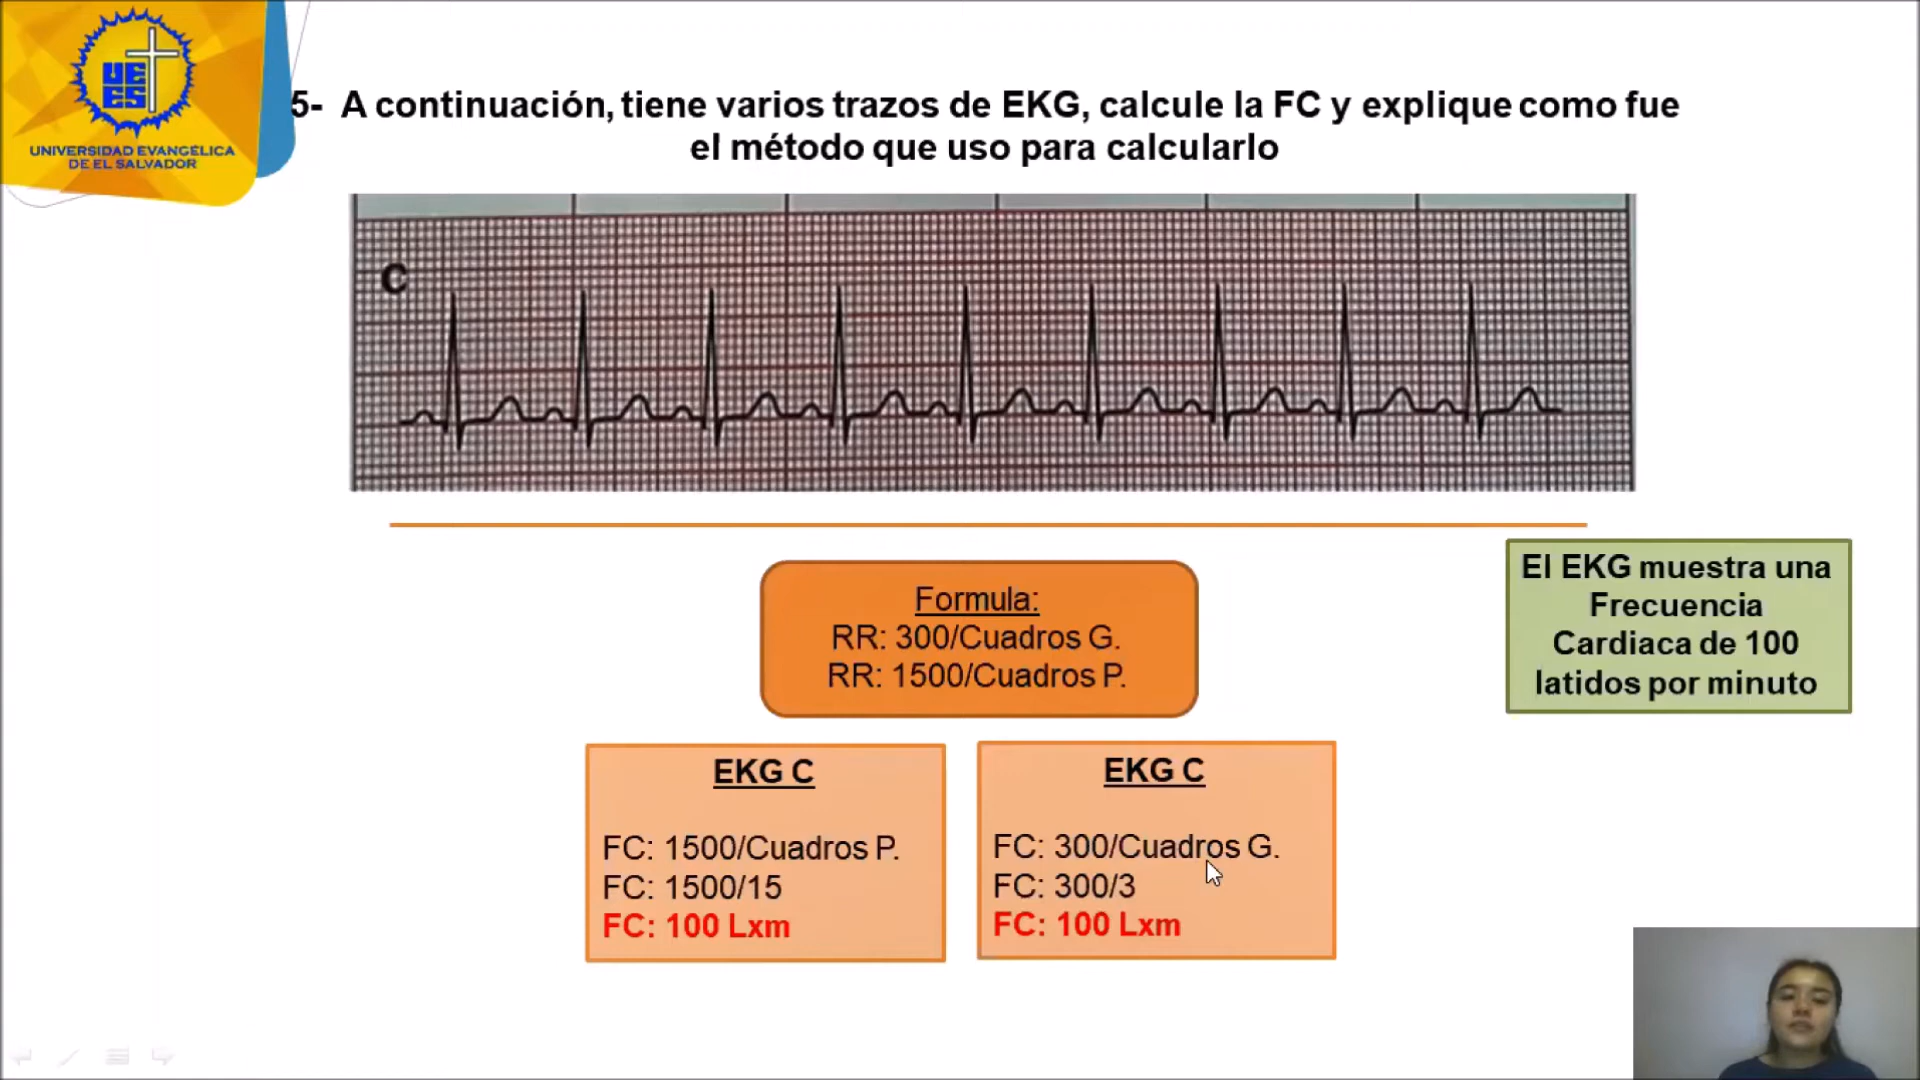 UE
ES
UNIVERSIDAD EVANGÉLICA
DE EL SALVADOR
5- A continuación, tiene varios trazos de EKG, calcule la FC y explique como fue
el método que uso para calcularlo
C
Formula:
RR: 300/Cuadros G.
RR: 1500/Cuadros P.
El EKG muestra una
Frecuencia
Cardiaca de 100
latidos por minuto
EKG C
FC: 1500/Cuadros P.
FC: 1500/15
FC: 100 Lxm
EKG C
FC: 300/Cuadros G.
FC: 300/3
FC: 100 Lxm